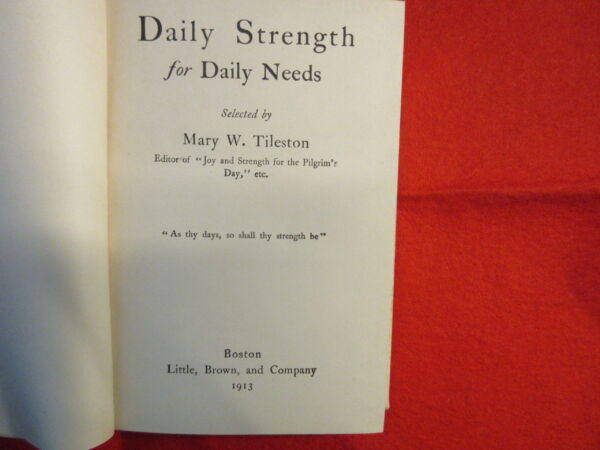 Daily Strength
for Daily Needs
Selected by
Mary W. Tileston
Editor of "Joy and Strength for the Pilgrim's
Day," etc.
"As thy days, so shall thy strength be"
Boston
Little, Brown, and Company
1913